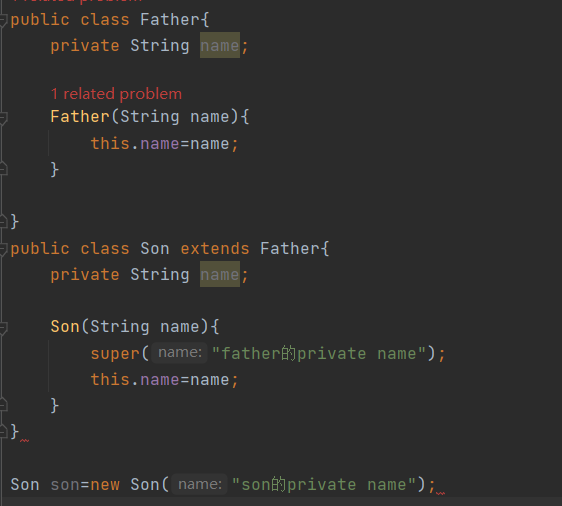 1 related problem
public class Father{
private String name;
1 related problem
Father(String name){
this.name=name;
}
}
public class Son extends Father{
private String name;
Son(String name){
super( name: "father的private name");
this.name=name;
}
}
Son son=new Son( name: "son的private name");